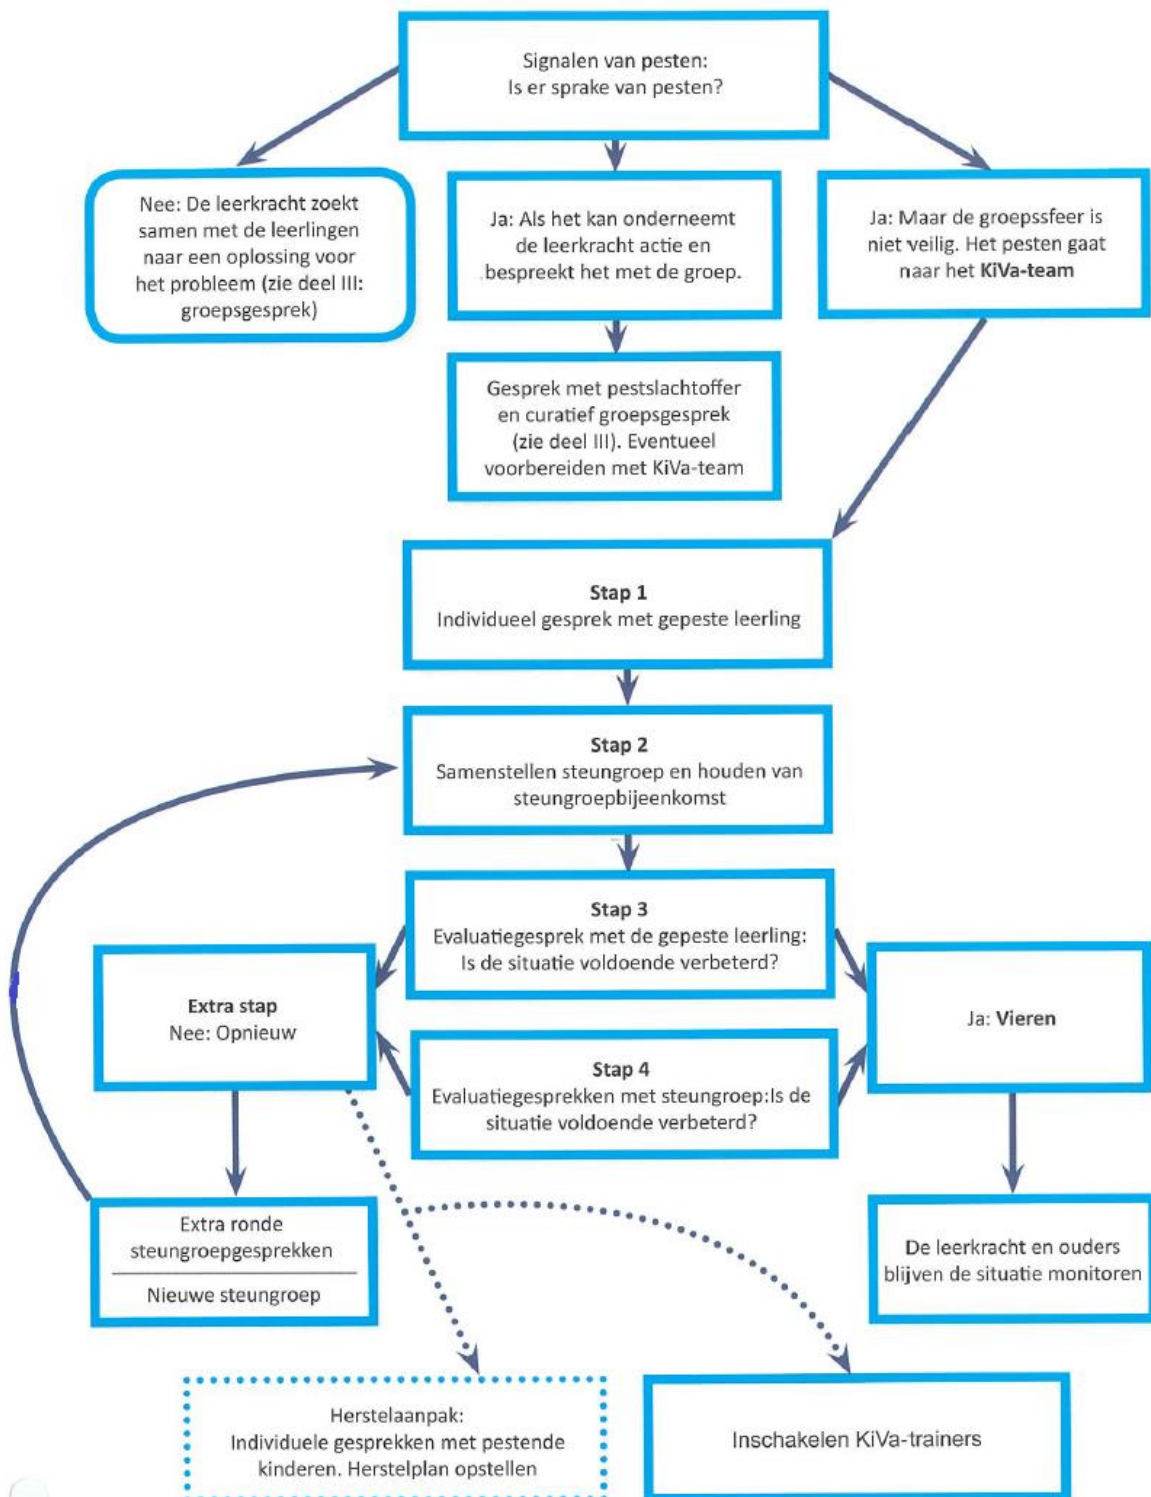 Signalen van pesten:
Is er sprake van pesten?
Nee: De leerkracht zoekt
samen met de leerlingen
naar een oplossing voor
het probleem (zie deel III:
groepsgesprek)
Ja: Als het kan onderneemt
de leerkracht actie en
bespreekt het met de groep.
Ja: Maar de groepssfeer is
niet veilig. Het pesten gaat
naar het KiVa-team
Gesprek met pestslachtoffer
en curatief groepsgesprek
(zie deel III). Eventueel
voorbereiden met KiVa-team
Stap 1
Individueel gesprek met gepeste leerling
Stap 2
Samenstellen steungroep en houden van
steungroepbijeenkomst
Stap 3
Evaluatiegesprek met de gepeste leerling:
Is de situatie voldoende verbeterd?
Extra stap
Nee: Opnieuw
Ja: Vieren
Stap 4
Evaluatiegesprekken met steungroep:Is de
situatie voldoende verbeterd?
Extra ronde
steungroepgesprekken
Nieuwe steungroep
De leerkracht en ouders
blijven de situatie monitoren
Herstelaanpak:
Individuele gesprekken met pestende
kinderen. Herstelplan opstellen
Inschakelen KiVa-trainers